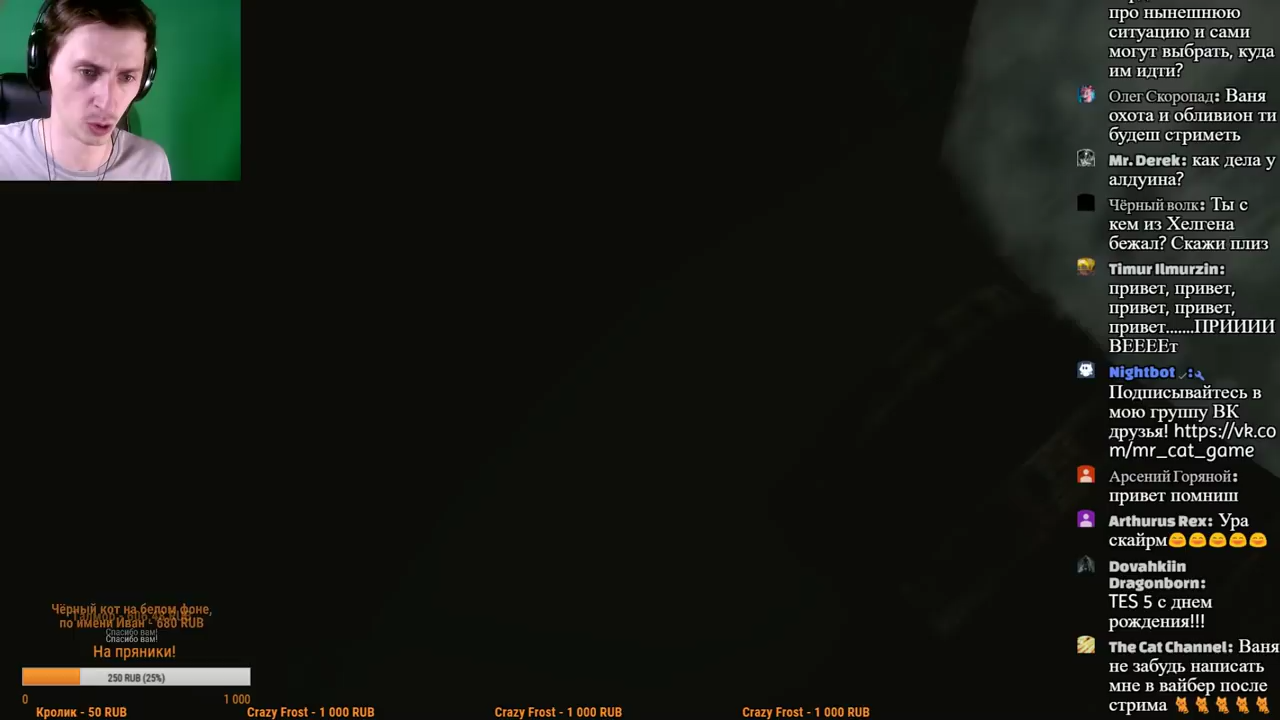 про нынешнюю
ситуацию и сами
могут выбрать, куда
им идти?
Олег Скоропад: Ваня
охота и обливион ти
будеш стриметь
Mr. Derek: как дела у
алдуина?
Чёрный волк: Ты с
кем из Хелгена
бежал? Скажи плиз
Timur Ilmurzin:
привет, привет,
привет, привет,
привет.......ПРИИИИ
ВЕЕЕЕт
Nightbot
Подписывайтесь в
мою группу ВК
друзья! https://vk.co
m/mr_cat_game
Арсений Горяной:
привет помниш
Arthurus Rex: Ура
скайрм😊😊😊😊😊
Dovahkiin
Dragonborn:
TES 5 с днем
рождения!!!
The Cat Channel: Ваня
не забудь написать
мне в вайбер после
стрима 🐈🐈🐈🐈🐈
Чёрный кот на белом фоне,
по имени Иван - 680 RUB
Спасибо вам!
Спасибо вам!
На пряники!
250 RUB (25%)
0 1 000
Кролик - 50 RUB Crazy Frost - 1 000 RUB Crazy Frost - 1 000 RUB Crazy Frost - 1 000 RUB